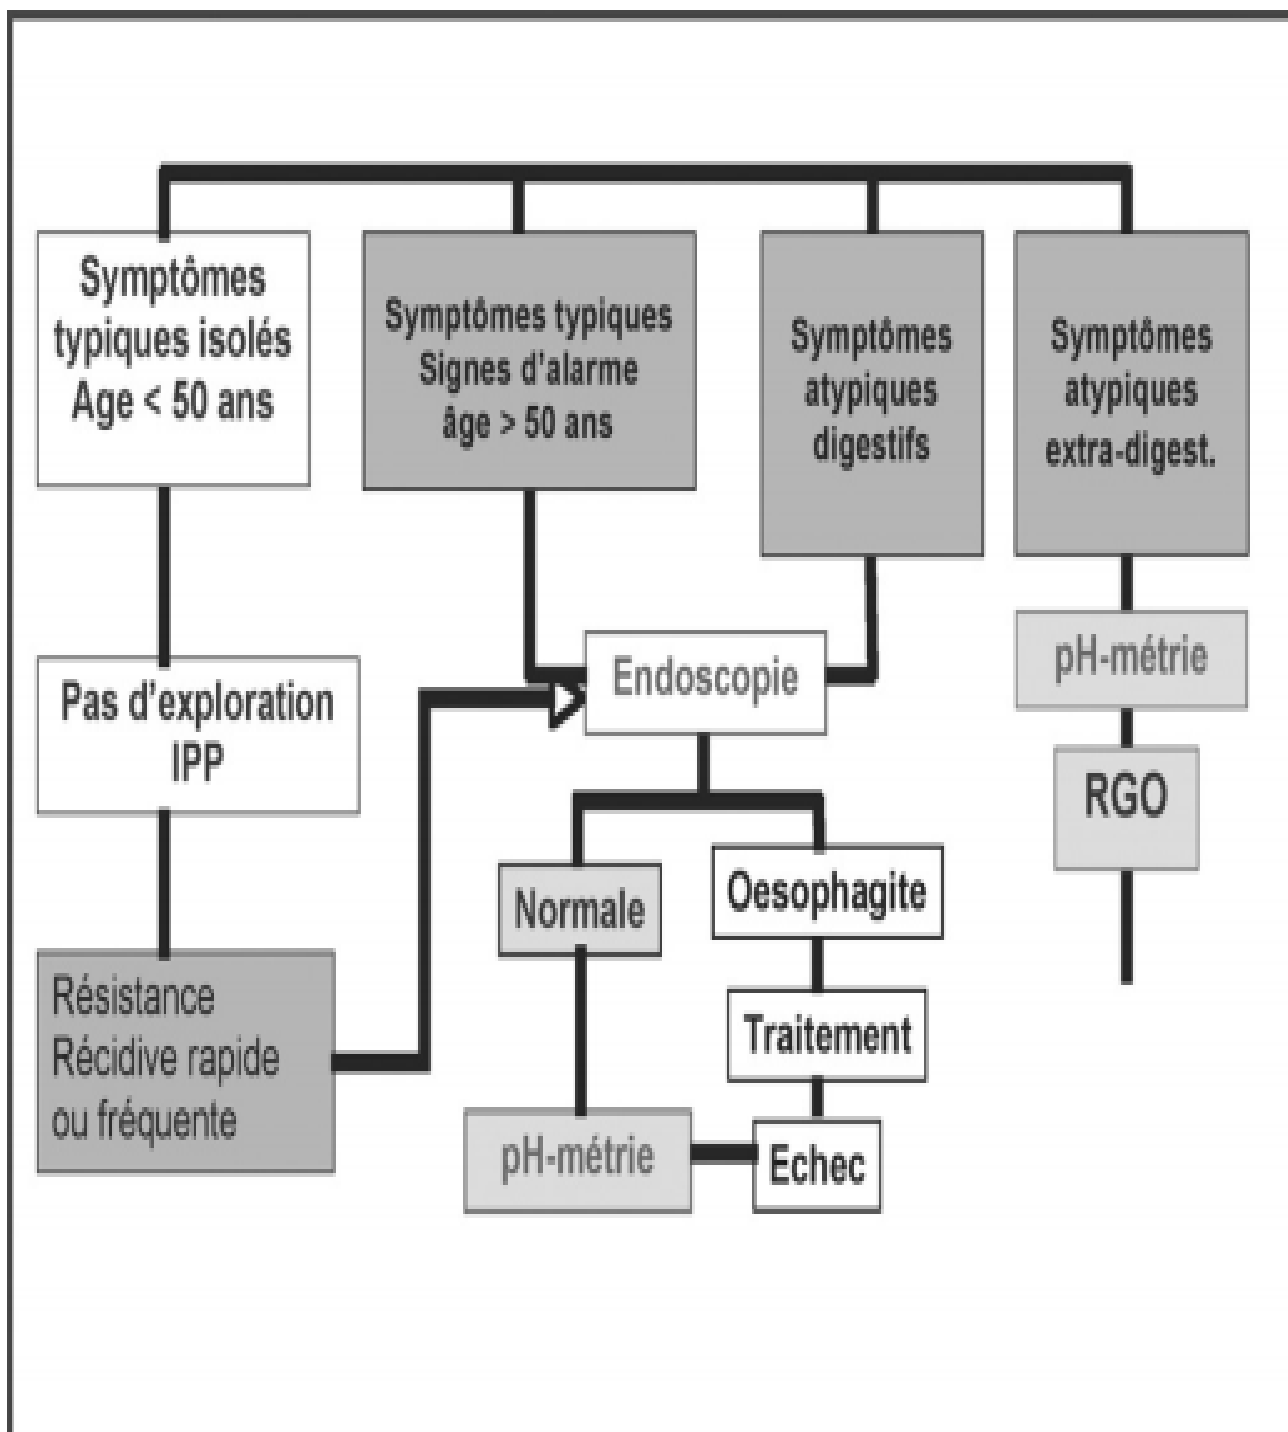 Symptômes
typiques isolés
Age < 50 ans
Symptômes typiques
Signes d'alarme
âge > 50 ans
Symptômes
atypiques
digestifs
Symptômes
atypiques
extra-digest.
Pas d'exploration
IPP
Endoscopie
pH-métrie
RGO
Normale
Oesophagite
Traitement
Résistance
Récidive rapide
ou fréquente
pH-métrie
Echec